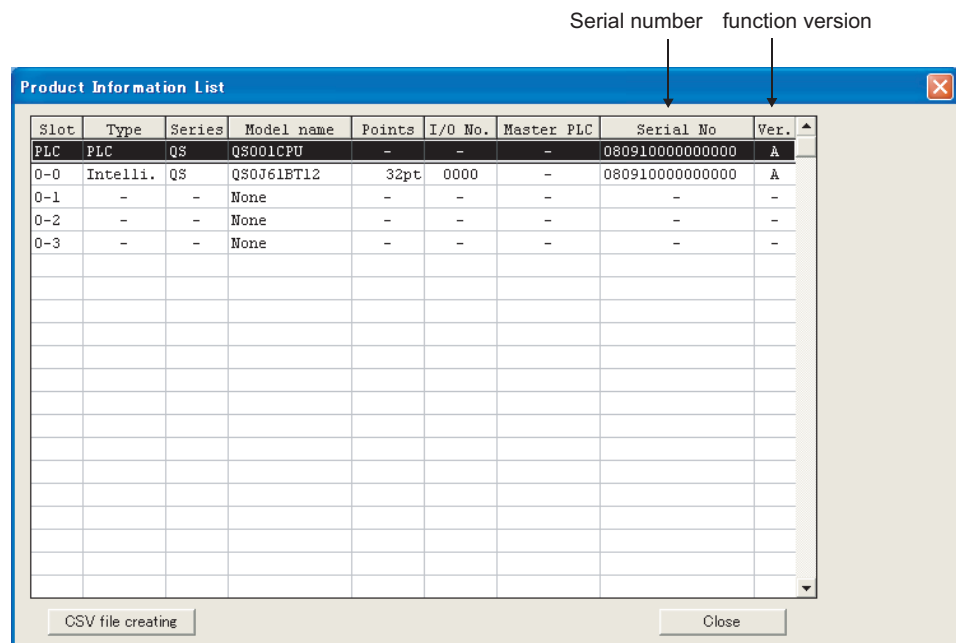 Serial number function version
Product Information List
Slot Type Series Model name Points I/O No. Master PLC Serial No Ver.
PLC PLC QS QS001CPU - - - 080910000000000 A
0-0 Intelli. QS QS0J61BT12 32pt 0000 - 080910000000000 A
0-1 - - None - - - - -
0-2 - - None - - - - -
0-3 - - None - - - - -
CSV file creating Close